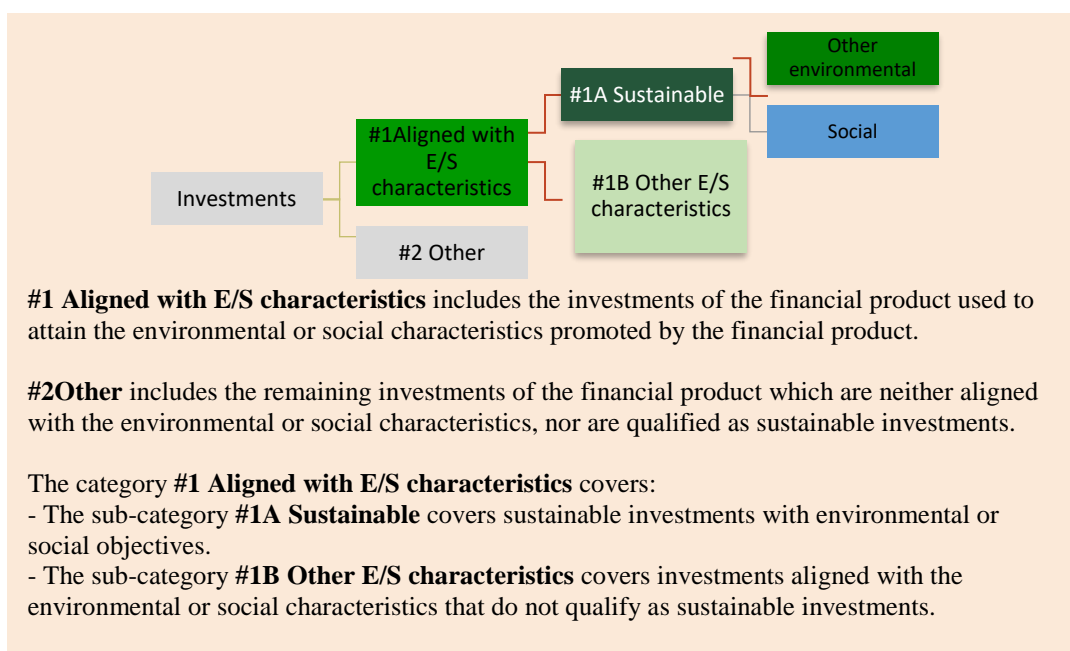 Other
environmental
#1A Sustainable
Social
#1Aligned with
E/S
characteristics
#1B Other E/S
characteristics
Investments
#2 Other
#1 Aligned with E/S characteristics includes the investments of the financial product used to
attain the environmental or social characteristics promoted by the financial product.
#2Other includes the remaining investments of the financial product which are neither aligned
with the environmental or social characteristics, nor are qualified as sustainable investments.
The category #1 Aligned with E/S characteristics covers:
- The sub-category #1A Sustainable covers sustainable investments with environmental or
social objectives.
- The sub-category #1B Other E/S characteristics covers investments aligned with the
environmental or social characteristics that do not qualify as sustainable investments.